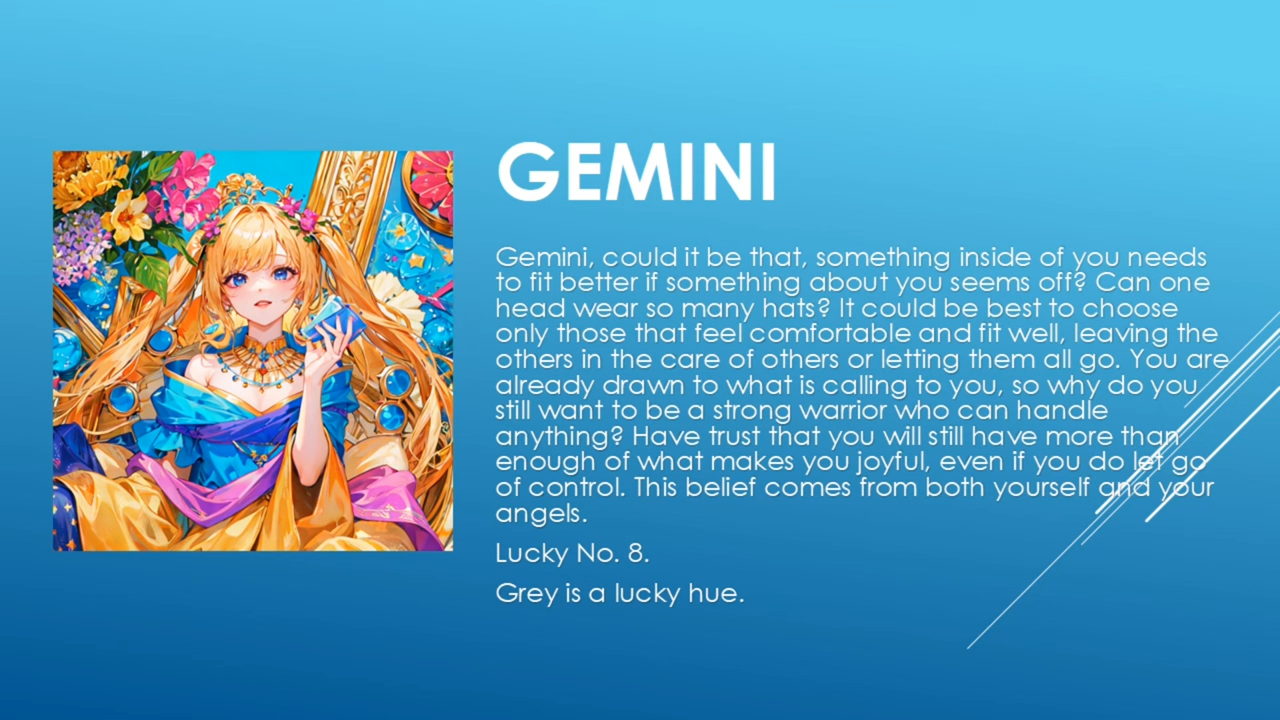 GEMINI
Gemini, could it be that, something inside of you needs
to fit better if something about you seems off? Can one
head wear so many hats? It could be best to choose
only those that feel comfortable and fit well, leaving the
others in the care of others or letting them all go. You are
already drawn to what is calling to you, so why do you
still want to be a strong warrior who can handle
anything? Have trust that you will still have more than
enough of what makes you joyful, even if you do let go
of control. This belief comes from both yourself and your
angels.
Lucky No. 8.
Grey is a lucky hue.